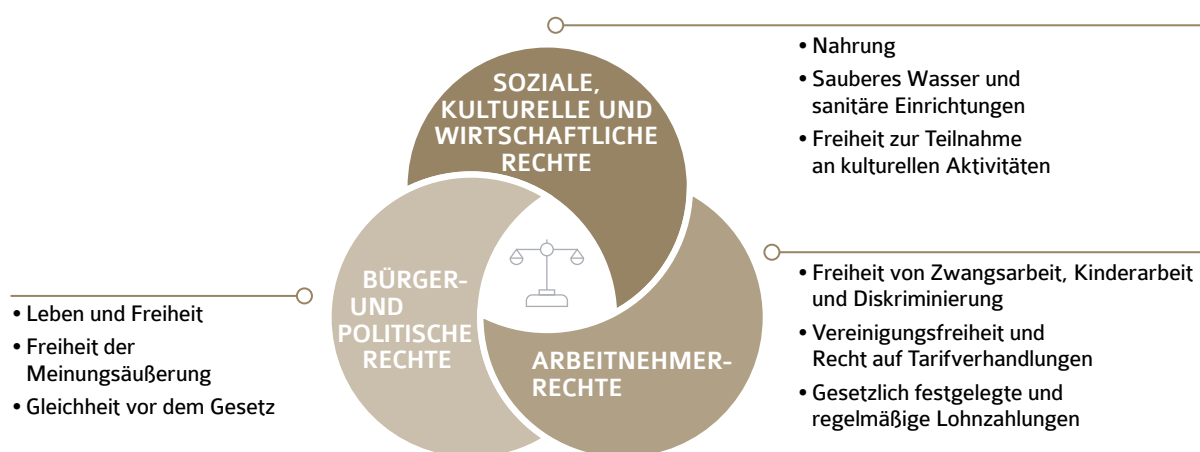 SOZIALE,
KULTURELLE UND
WIRTSCHAFTLICHE
RECHTE
• Nahrung
• Sauberes Wasser und
sanitäre Einrichtungen
• Freiheit zur Teilnahme
an kulturellen Aktivitäten
BÜRGER-
UND
POLITISCHE
RECHTE
• Leben und Freiheit
• Freiheit der
Meinungsäußerung
• Gleichheit vor dem Gesetz
ARBEITNEHMER-
RECHTE
• Freiheit von Zwangsarbeit, Kinderarbeit
und Diskriminierung
• Vereinigungsfreiheit und
Recht auf Tarifverhandlungen
• Gesetzlich festgelegte und
regelmäßige Lohnzahlungen